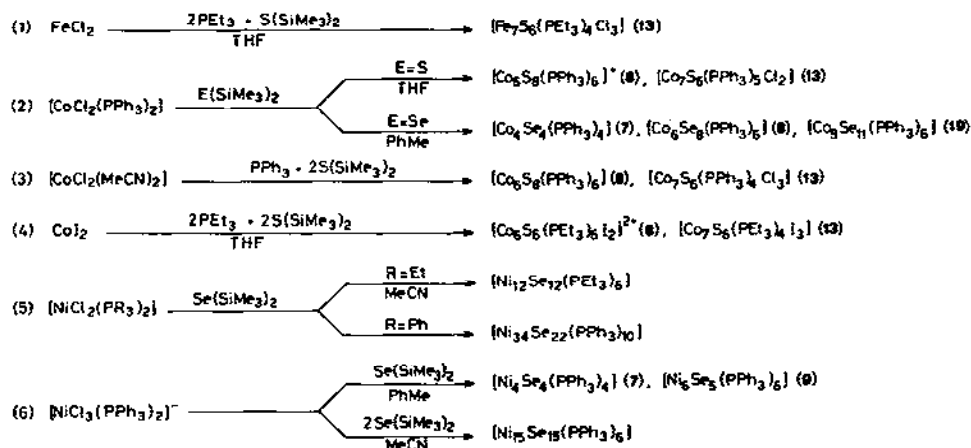 (1) FeCl2 2PEt3 + S(SiMe3)2 THF [Fe7S6(PEt3)4Cl3] (13)
E=S THF [Co6S8(PPh3)6]+ (8), [Co7S6(PPh3)5Cl2] (13)
(2) [CoCl2(PPh3)2] E(SiMe3)2
E=Se PhMe [Co4Se4(PPh3)4] (7), [Co6Se8(PPh3)6] (8), [Co9Se11(PPh3)6] (19)
(3) [CoCl2(MeCN)2] PPh3 + 2S(SiMe3)2 [Co6S8(PPh3)6] (8), [Co7S6(PPh3)4Cl3] (13)
(4) CoI2 2PEt3 + 2S(SiMe3)2 THF [Co6S6(PEt3)6I2]2+ (6), [Co7S6(PEt3)4I3] (13)
R=Et MeCN [Ni12Se12(PEt3)6]
(5) [NiCl2(PR3)2] Se(SiMe3)2
R=Ph [Ni34Se22(PPh3)10]
Se(SiMe3)2 PhMe [Ni4Se4(PPh3)4] (7), [Ni6Se5(PPh3)6] (9)
(6) [NiCl3(PPh3)2]−
2Se(SiMe3)2 MeCN [Ni15Se15(PPh3)6]